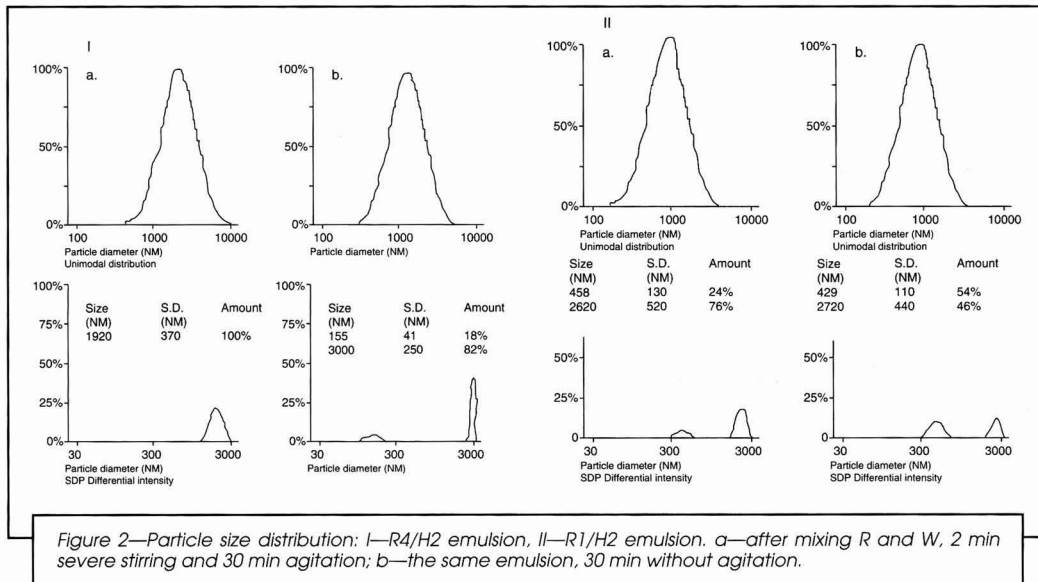 I
a.
100%
50%
0%
100 1000 10000
Particle diameter (NM)
Unimodal distribution
b.
100%
50%
0%
100 1000 10000
Particle diameter (NM)
II
a.
100%
50%
0%
100 1000 10000
Particle diameter (NM)
Unimodal distribution
b.
100%
50%
0%
100 1000 10000
Particle diameter (NM)
Unimodal distribution
100%
75%
50%
25%
0%
Size S.D. Amount
(NM) (NM)
1920 370 100%
30 300 3000
Particle diameter (NM)
SDP Differential intensity
100%
75%
50%
25%
0%
Size S.D. Amount
(NM) (NM)
155 41 18%
3000 250 82%
30 300 3000
Particle diameter (NM)
SDP Differential intensity
Size S.D. Amount
(NM) (NM)
458 130 24%
2620 520 76%
50%
25%
0%
30 300 3000
Particle diameter (NM)
SDP Differential intensity
Size S.D. Amount
(NM) (NM)
429 110 54%
2720 440 46%
50%
25%
0%
30 300 3000
Particle diameter (NM)
SDP Differential intensity
Figure 2—Particle size distribution: I—R4/H2 emulsion, II—R1/H2 emulsion. a—after mixing R and W, 2 min
severe stirring and 30 min agitation; b—the same emulsion, 30 min without agitation.